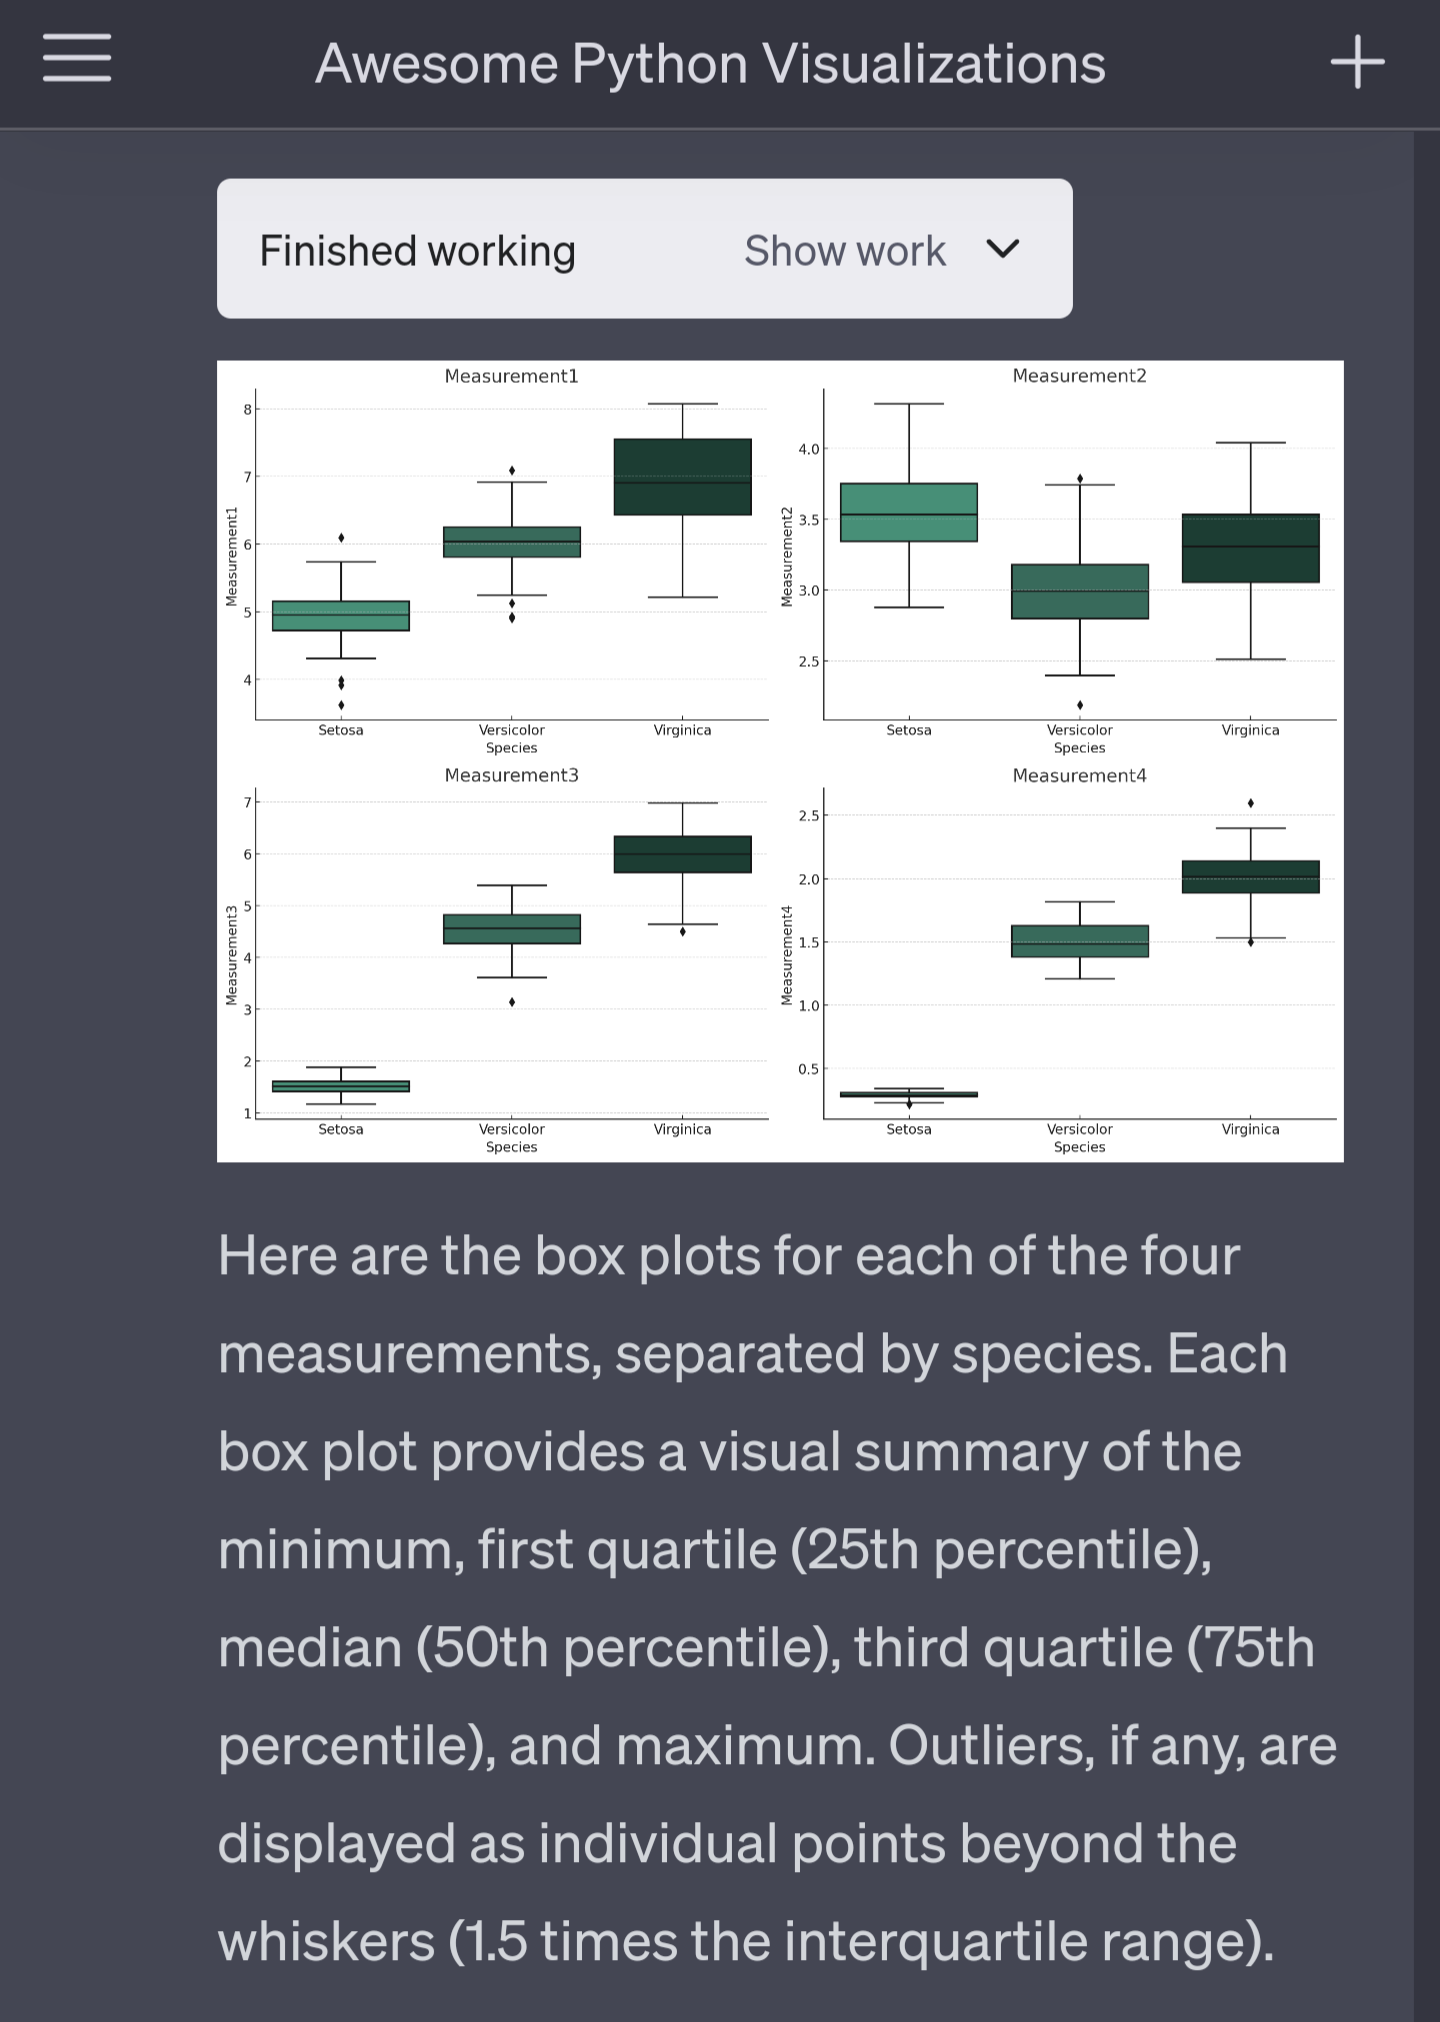 Awesome Python Visualizations
Finished working
Show work
Measurement1
Measurement1
8
7
6
5
4
Setosa Versicolor Virginica
Species
Measurement2
Measurement2
4.0
3.5
3.0
2.5
Setosa Versicolor Virginica
Species
Measurement3
Measurement3
7
6
5
4
3
2
1
Setosa Versicolor Virginica
Species
Measurement4
Measurement4
2.5
2.0
1.5
1.0
0.5
Setosa Versicolor Virginica
Species
Here are the box plots for each of the four
measurements, separated by species. Each
box plot provides a visual summary of the
minimum, first quartile (25th percentile),
median (50th percentile), third quartile (75th
percentile), and maximum. Outliers, if any, are
displayed as individual points beyond the
whiskers (1.5 times the interquartile range).